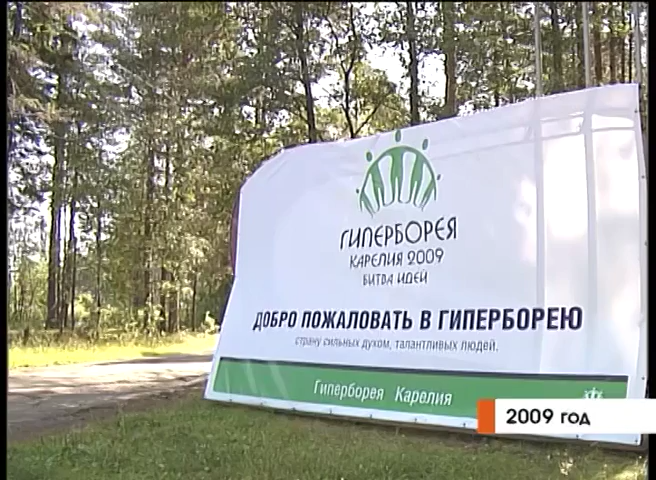 ГИПЕРБОРЕЯ
КАРЕЛИЯ 2009
БИТВА ИДЕЙ
ДОБРО ПОЖАЛОВАТЬ В ГИПЕРБОРЕЮ
страну сильных духом, талантливых людей.
Гиперборея Карелия
2009 год